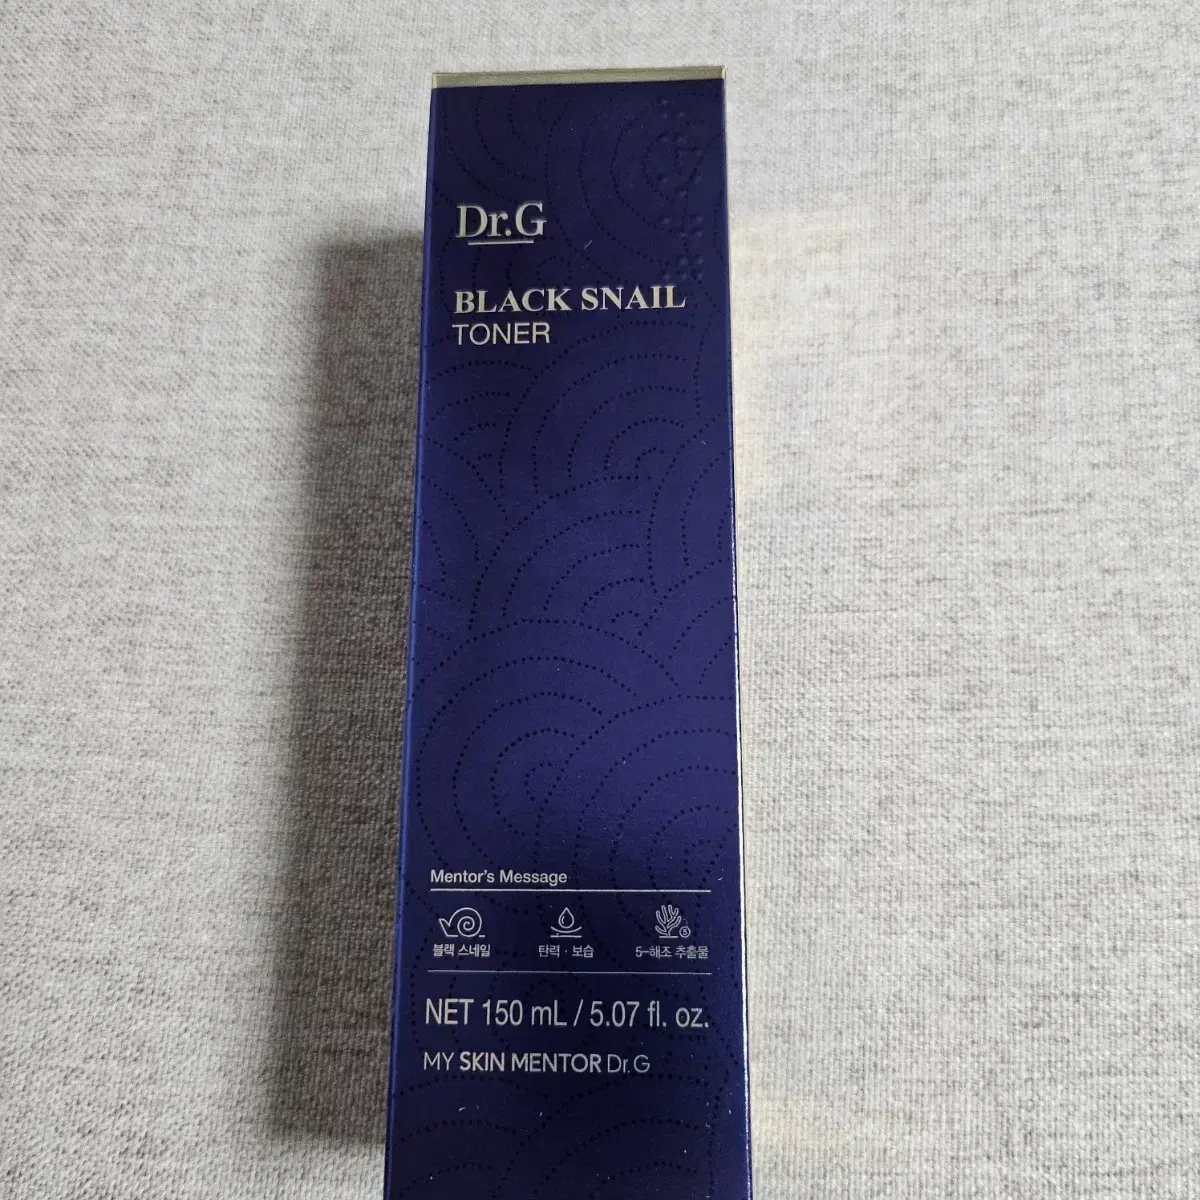 Dr.G
BLACK SNAIL
TONER
Mentor's Message
블랙 스네일
탄력 · 보습
5-해조 추출물
NET 150 mL / 5.07 fl. oz.
MY SKIN MENTOR Dr.G